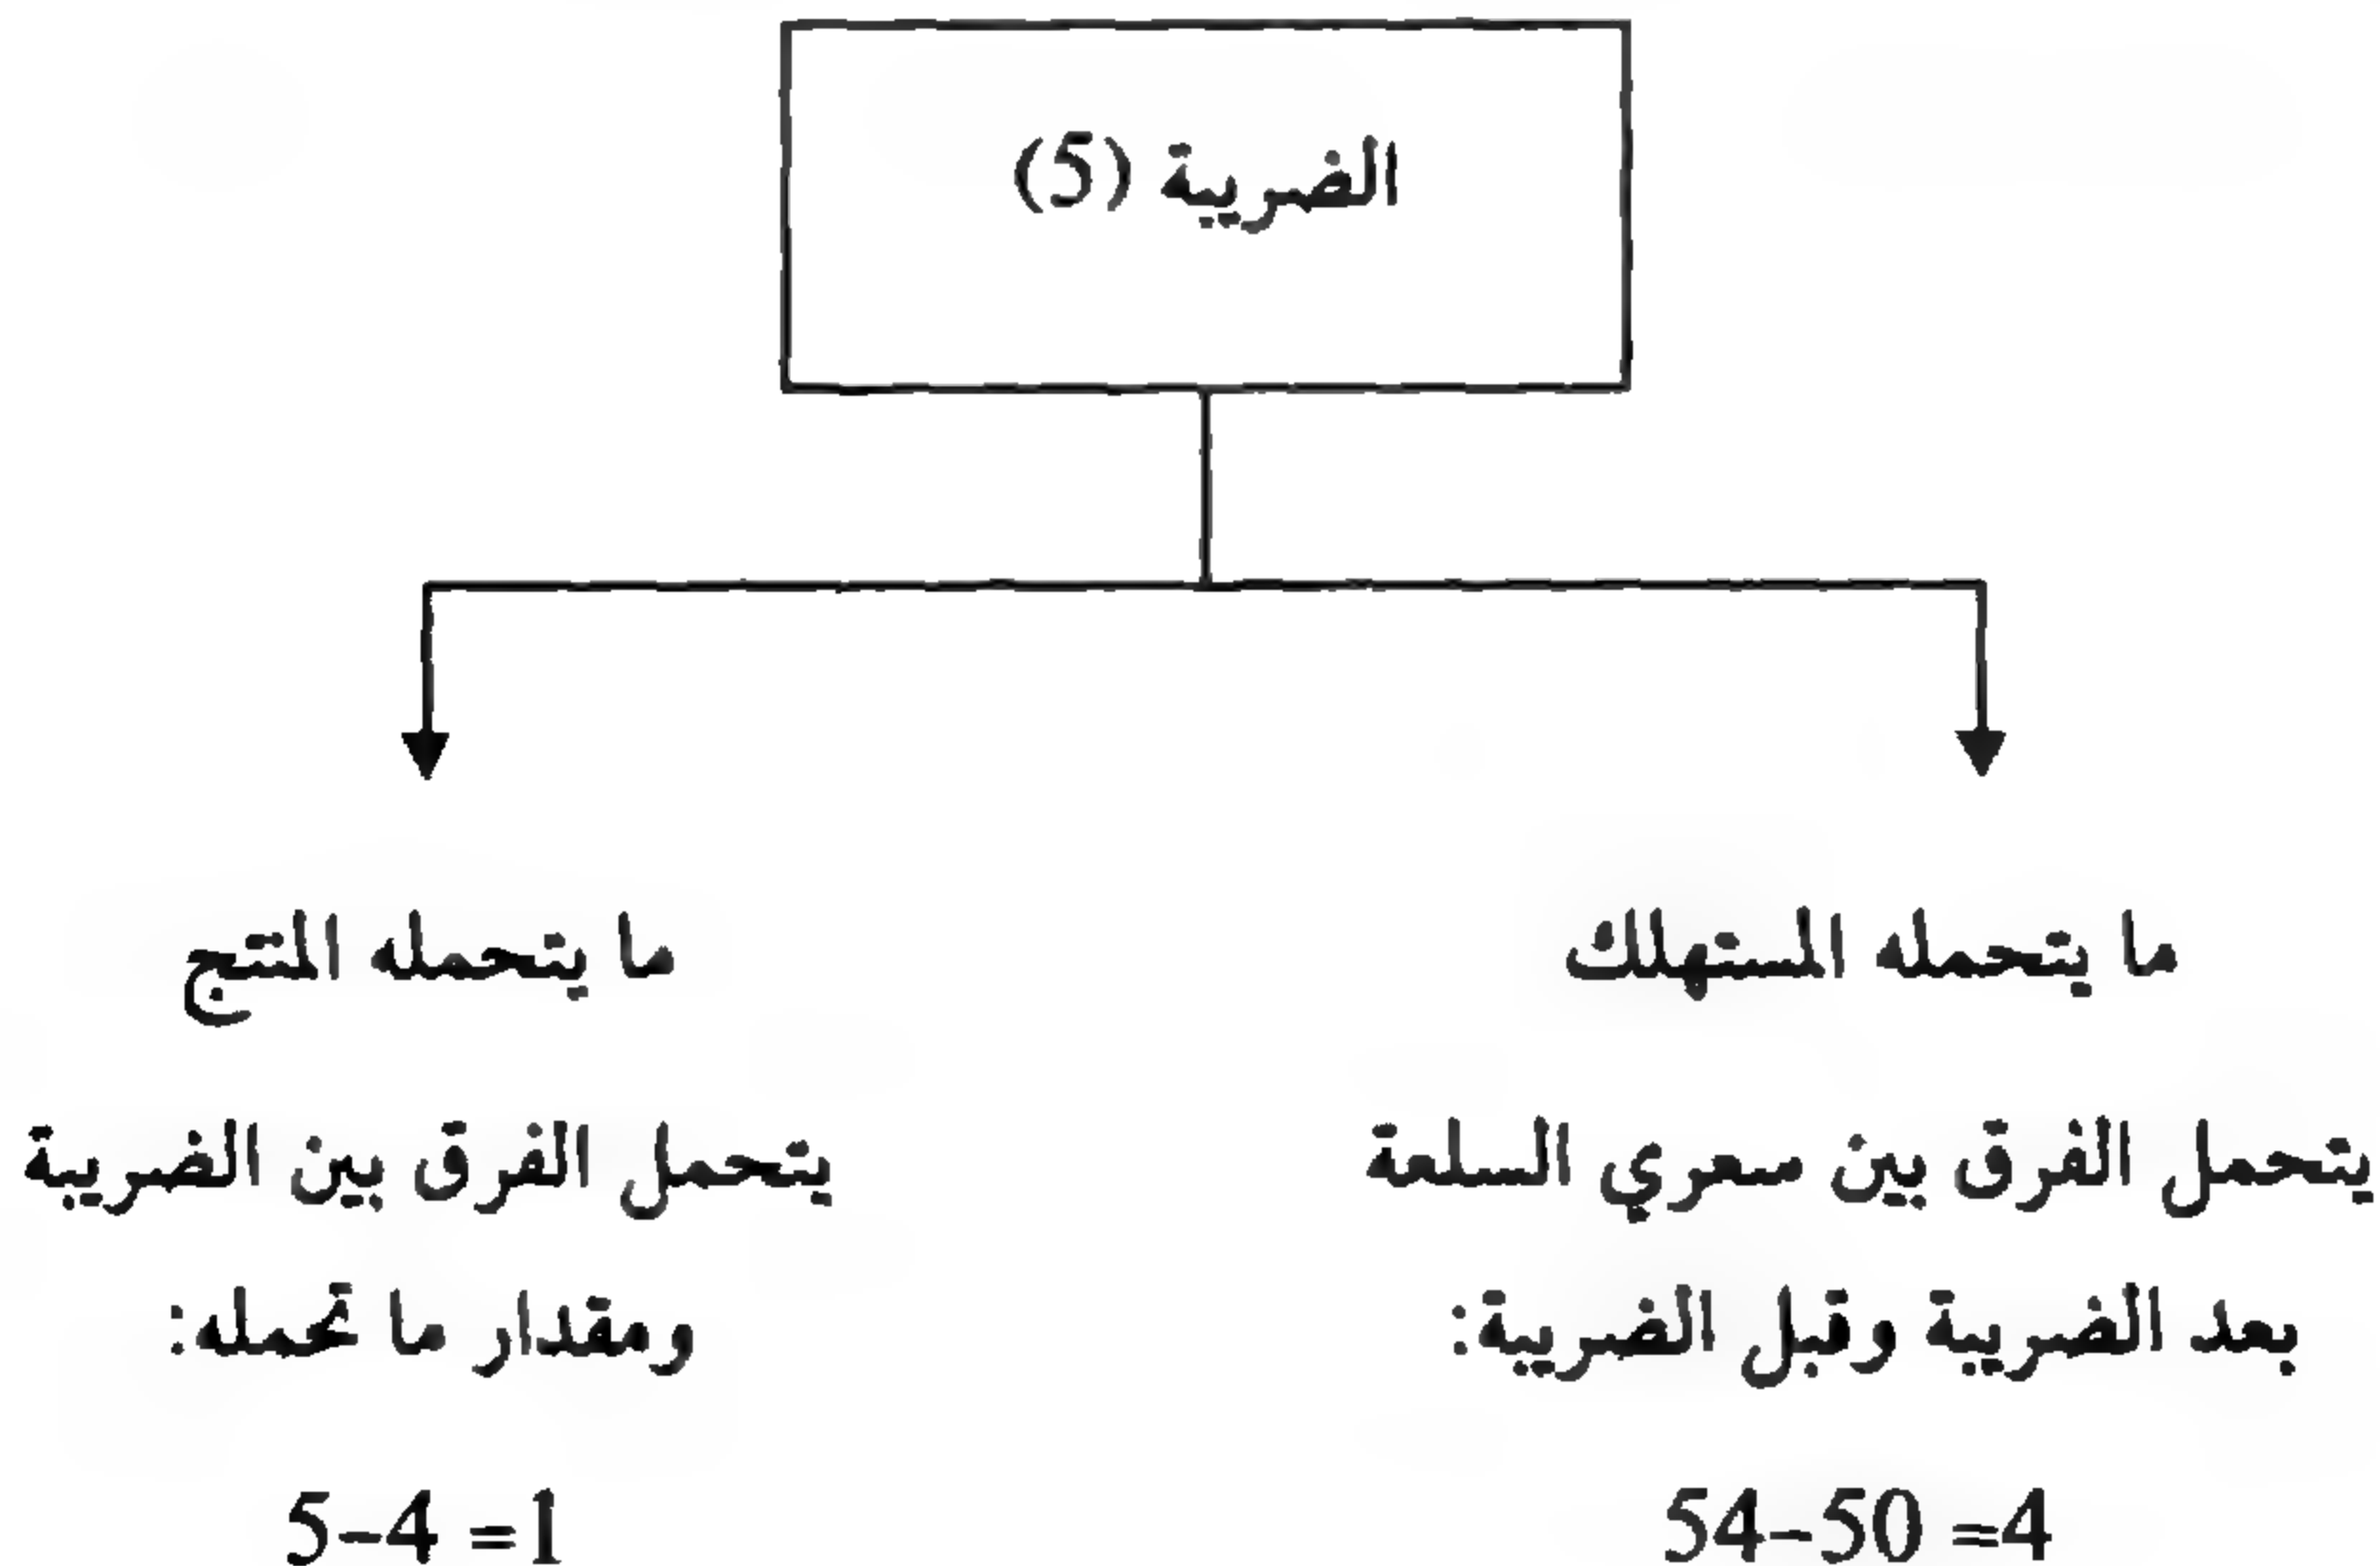 الضريبة (5)
ما يتحمله المستهلك
يتحمل الفرق بين سعري السلعة
بعد الضريبة وقبل الضريبة:
54-50 =4
ما يتحمله المنتج
يتحمل الفرق بين الضريبة
ومقدار ما تحمله:
5-4 =1